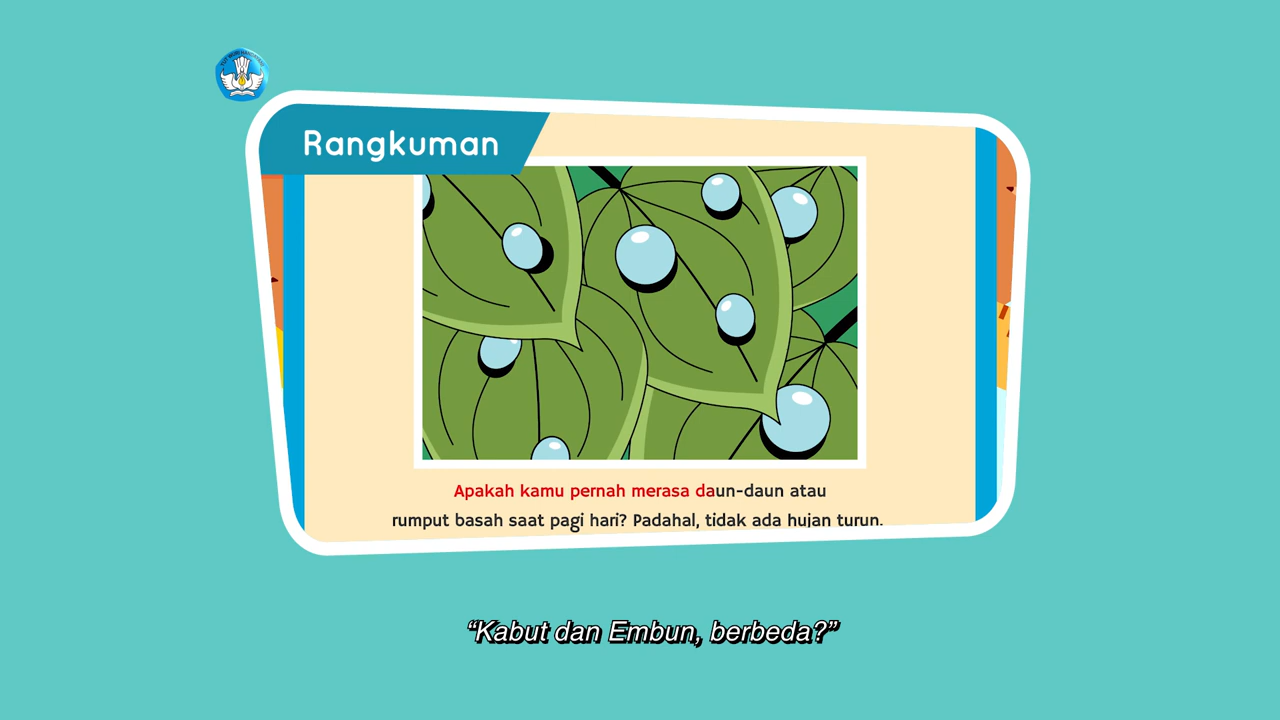 Rangkuman
Apakah kamu pernah merasa daun-daun atau
rumput basah saat pagi hari? Padahal, tidak ada hujan turun.
“Kabut dan Embun, berbeda?”